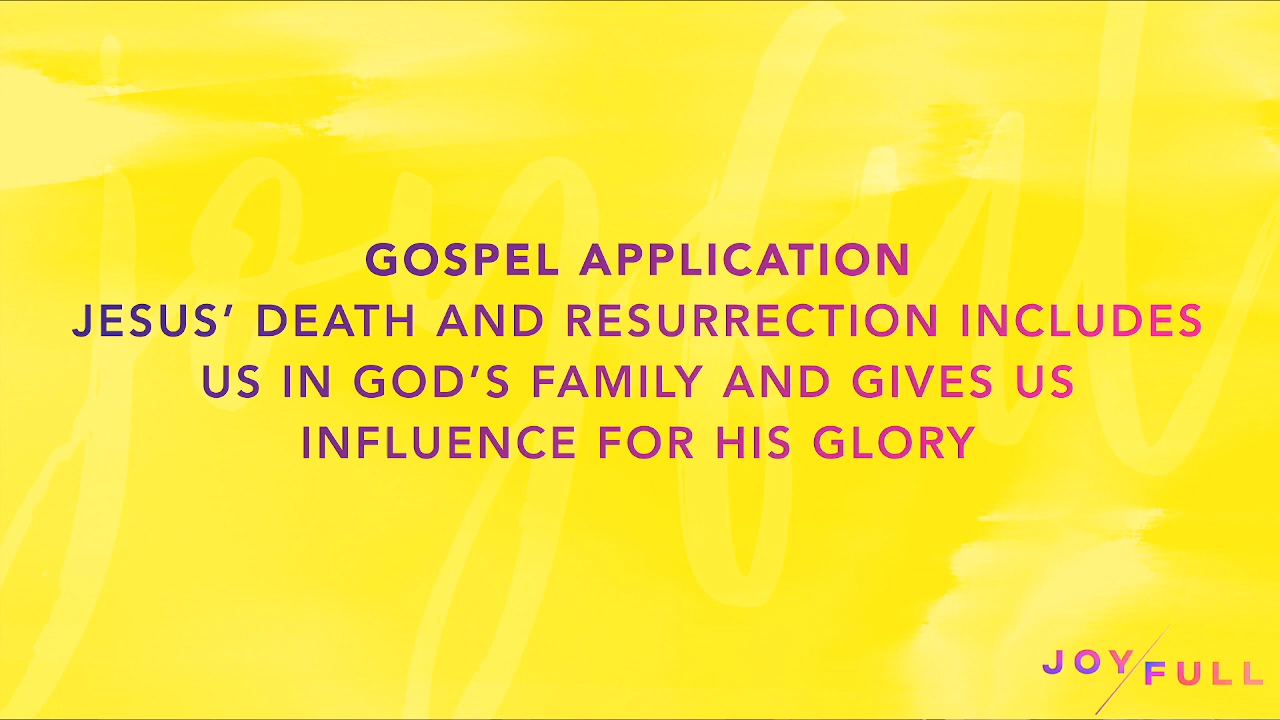 GOSPEL APPLICATION
JESUS’ DEATH AND RESURRECTION INCLUDES
US IN GOD’S FAMILY AND GIVES US
INFLUENCE FOR HIS GLORY
joyful
JOY/FULL